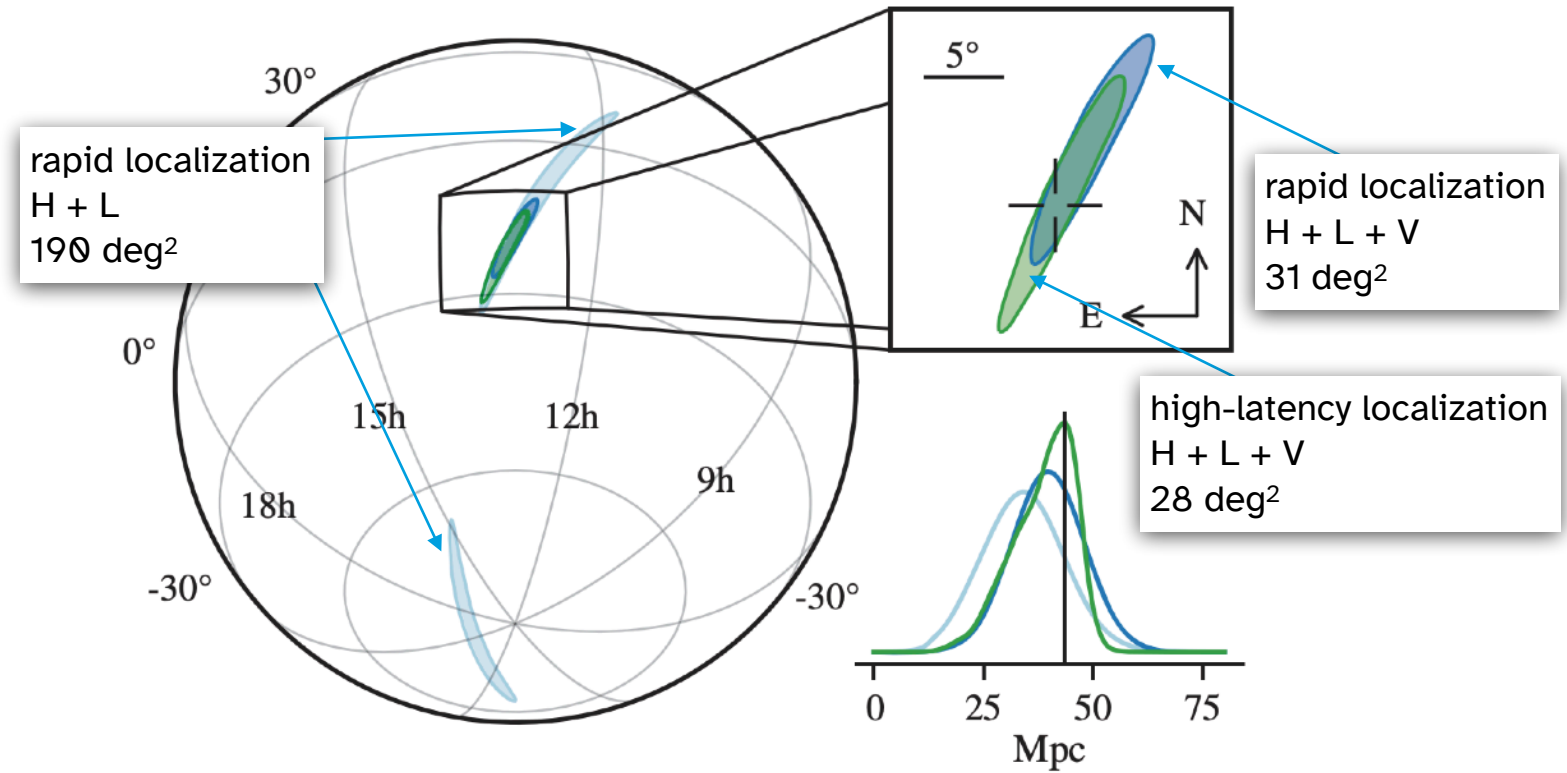 30°
rapid localization
H + L
190 deg²
0°
15h
12h
18h
9h
-30°
-30°
5°
N
E
rapid localization
H + L + V
31 deg²
high-latency localization
H + L + V
28 deg²
0 25 50 75
Mpc